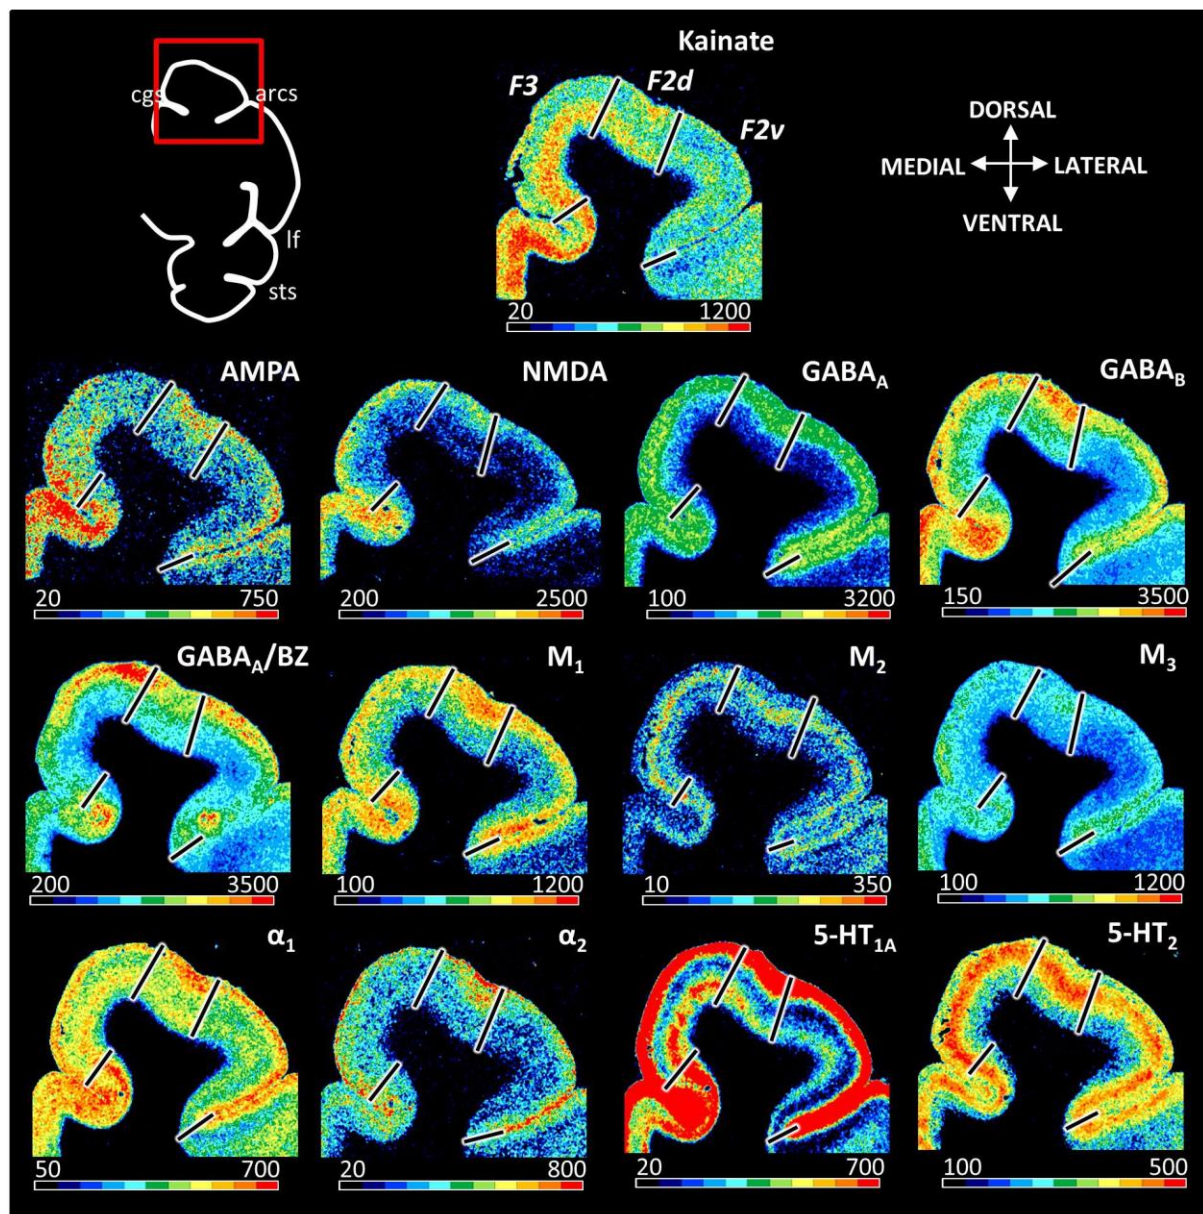 Kainate
cgs arcs
F3 F2d
F2v
DORSAL
MEDIAL LATERAL
VENTRAL
lf
sts
20 1200
AMPA NMDA GABAA GABAB
20 750 200 2500 100 3200 150 3500
GABAA/BZ M1 M2 M3
200 3500 100 1200 10 350 100 1200
α1 α2 5-HT1A 5-HT2
50 700 20 800 20 700 100 500